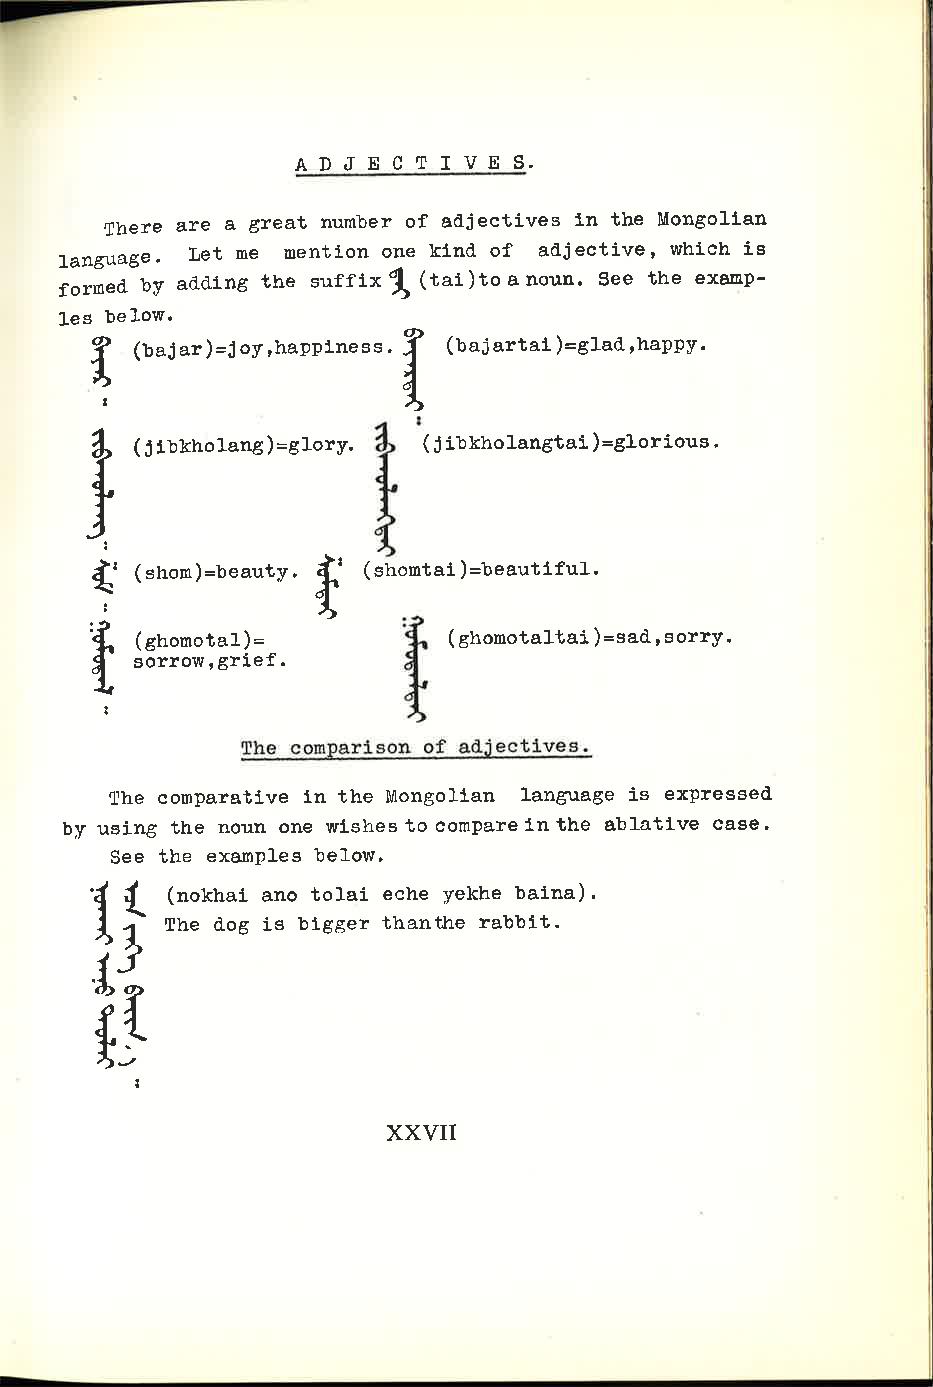 ADJECTIVES.
There are a great number of adjectives in the Mongolian
language. Let me mention one kind of adjective, which is
formed by adding the suffix (tai) to a noun. See the examp-
les below.
(bajar)=joy,happiness. (bajartai)=glad,happy.
(jibkholang)=glory. (jibkholangtai)=glorious.
(shom)=beauty. (shomtai)=beautiful.
(ghomotal)= (ghomotaltai)=sad,sorry.
sorrow,grief.
The comparison of adjectives.
The comparative in the Mongolian language is expressed
by using the noun one wishes to compare in the ablative case.
See the examples below.
(nokhai ano tolai eche yekhe baina).
The dog is bigger than the rabbit.
XXVII